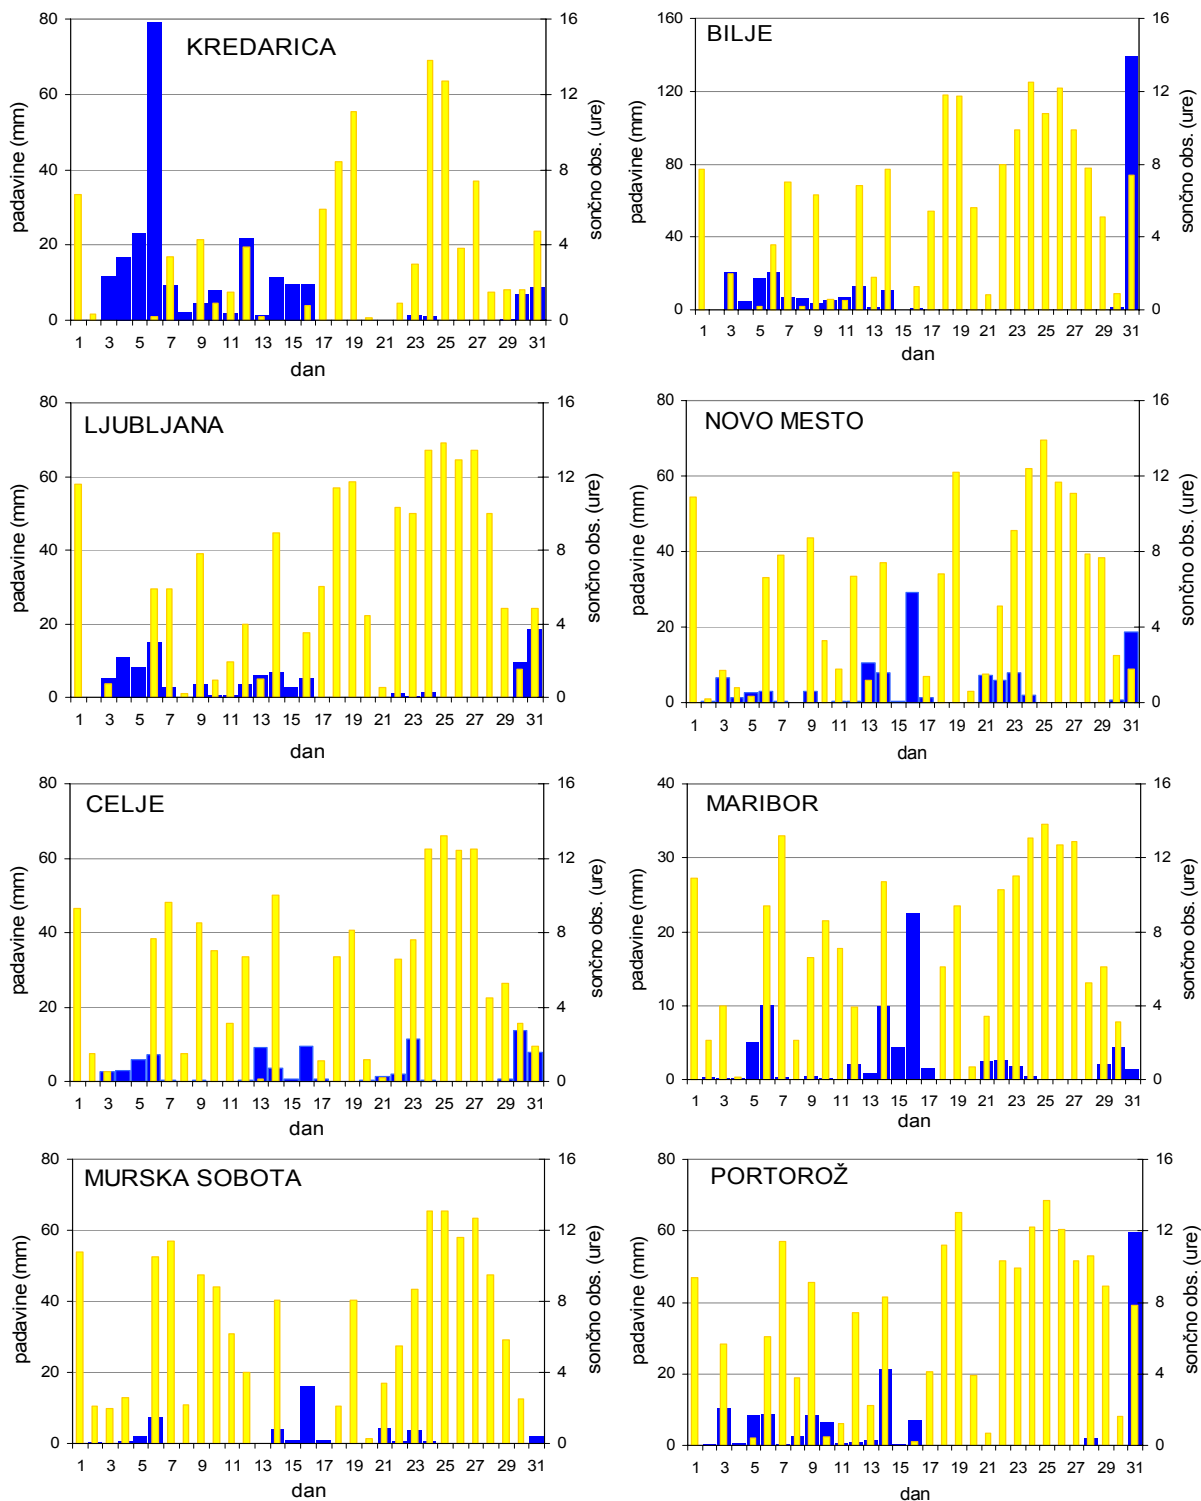 KREDARICA
padavine (mm)
80
60
40
20
0
16
12
8
4
0
sončno obs. (ure)
1 3 5 7 9 11 13 15 17 19 21 23 25 27 29 31
dan
BILJE
padavine (mm)
160
120
80
40
0
16
12
8
4
0
sončno obs. (ure)
1 3 5 7 9 11 13 15 17 19 21 23 25 27 29 31
dan
LJUBLJANA
padavine (mm)
80
60
40
20
0
16
12
8
4
0
sončno obs. (ure)
1 3 5 7 9 11 13 15 17 19 21 23 25 27 29 31
dan
NOVO MESTO
padavine (mm)
80
60
40
20
0
16
12
8
4
0
sončno obs. (ure)
1 3 5 7 9 11 13 15 17 19 21 23 25 27 29 31
dan
CELJE
padavine (mm)
80
60
40
20
0
16
12
8
4
0
sončno obs. (ure)
1 3 5 7 9 11 13 15 17 19 21 23 25 27 29 31
dan
MARIBOR
padavine (mm)
40
30
20
10
0
16
12
8
4
0
sončno obs. (ure)
1 3 5 7 9 11 13 15 17 19 21 23 25 27 29 31
dan
MURSKA SOBOTA
padavine (mm)
80
60
40
20
0
16
12
8
4
0
sončno obs. (ure)
1 3 5 7 9 11 13 15 17 19 21 23 25 27 29 31
dan
PORTOROŽ
padavine (mm)
80
60
40
20
0
16
12
8
4
0
sončno obs. (ure)
1 3 5 7 9 11 13 15 17 19 21 23 25 27 29 31
dan